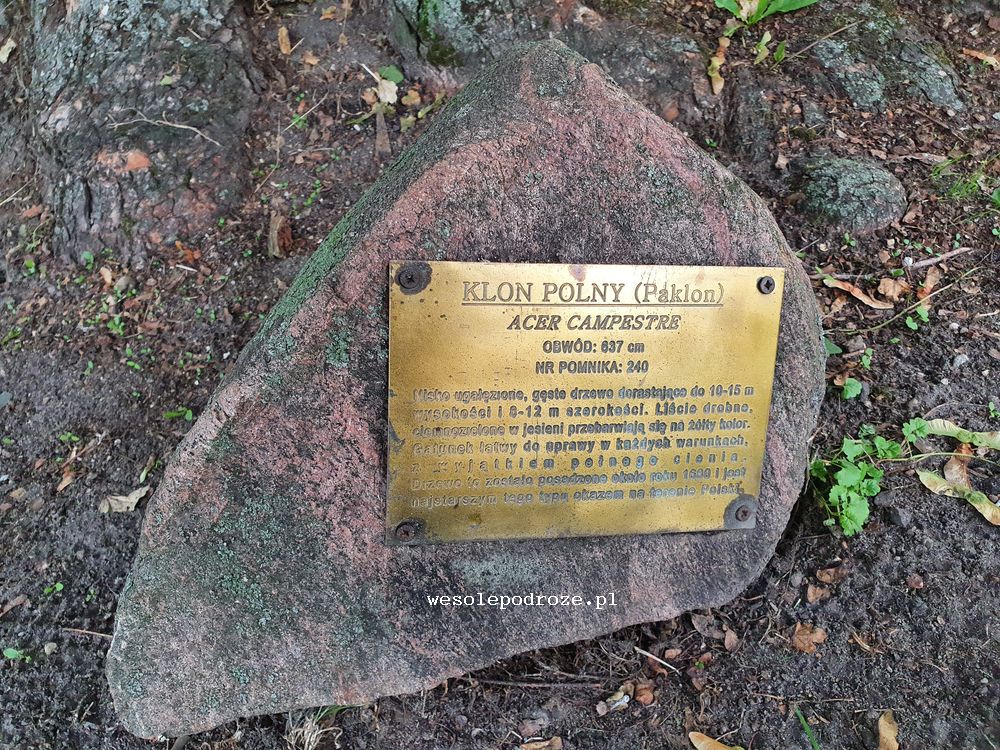 KLON POLNY (Paklon)
ACER CAMPESTRE
OBWÓD: 637 cm
NR POMNIKA: 240
Nisko ugałęzione, gęste drzewo dorastające do 10-15 m
wysokości i 8-12 m szerokości. Liście drobne,
ciemnozielone w jesieni przebarwiają się na żółty kolor.
Gatunek łatwy do uprawy w każdych warunkach,
z wyjątkiem pełnego cienia.
Drzewo to zostało posadzone około roku 1600 i jest
najstarszym tego typu okazem na terenie Polski.
wesolepodroze.pl